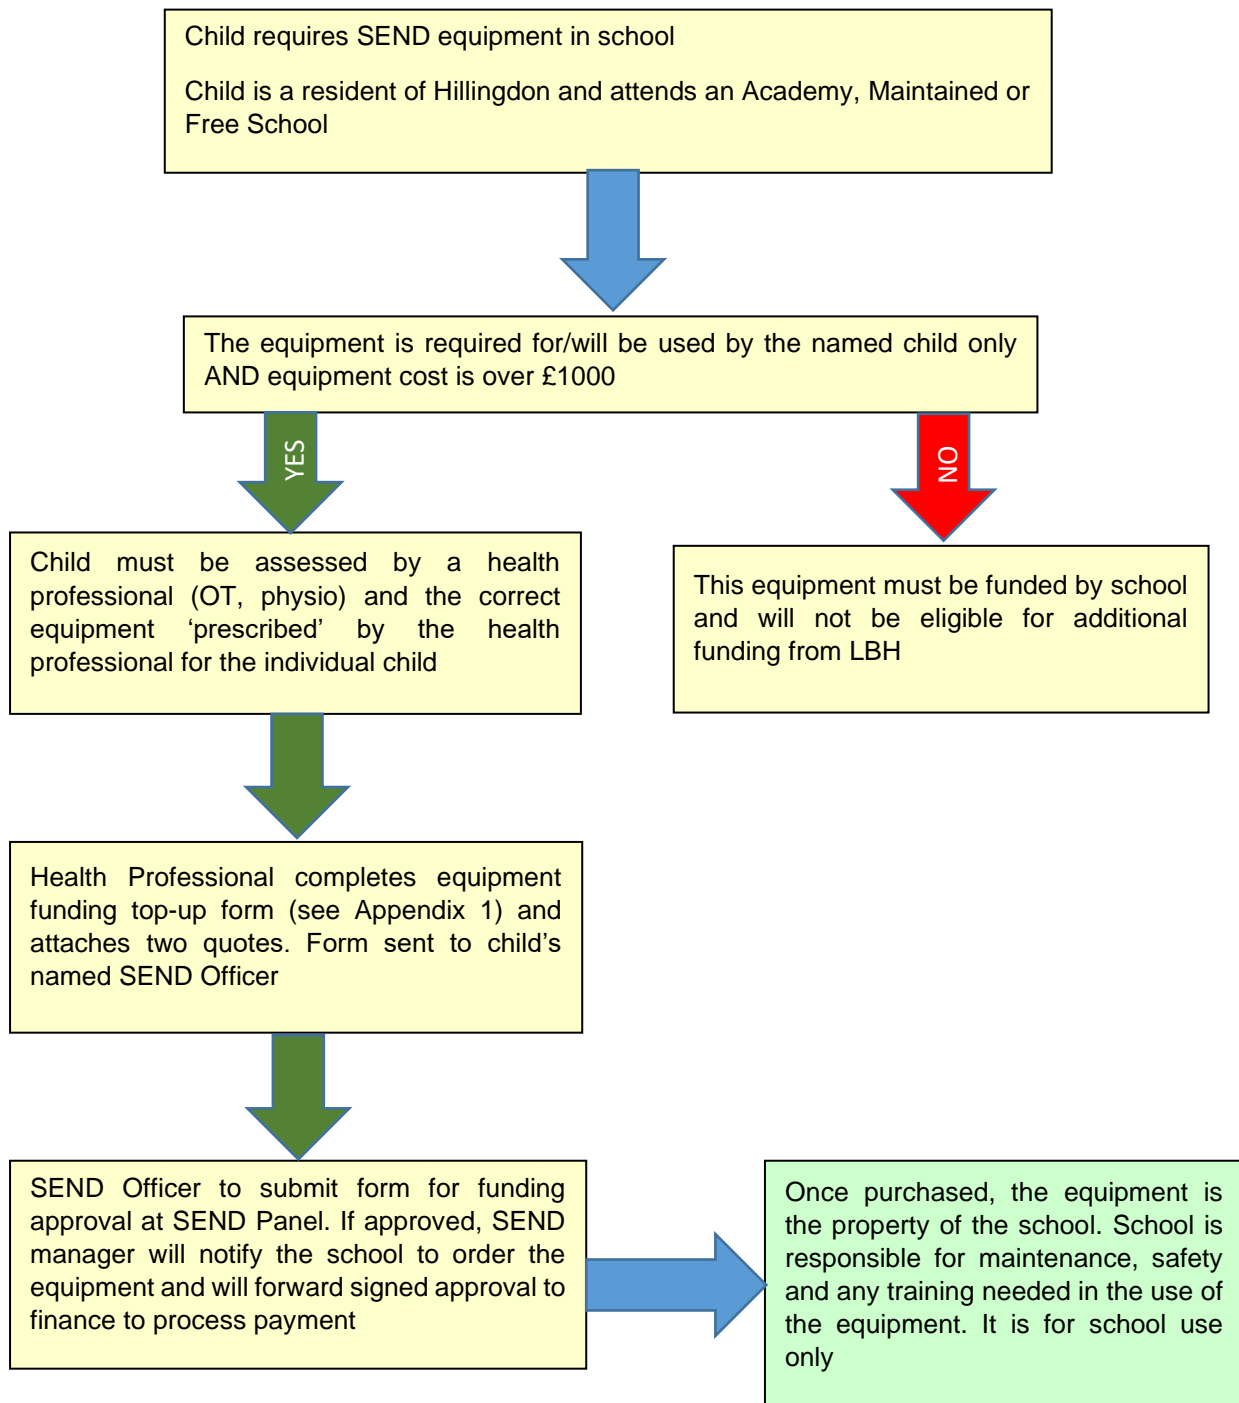 Child requires SEND equipment in school
Child is a resident of Hillingdon and attends an Academy, Maintained or
Free School
The equipment is required for/will be used by the named child only
AND equipment cost is over £1000
YES
NO
Child must be assessed by a health
professional (OT, physio) and the correct
equipment ‘prescribed’ by the health
professional for the individual child
This equipment must be funded by school
and will not be eligible for additional
funding from LBH
Health Professional completes equipment
funding top-up form (see Appendix 1) and
attaches two quotes. Form sent to child’s
named SEND Officer
SEND Officer to submit form for funding
approval at SEND Panel. If approved, SEND
manager will notify the school to order the
equipment and will forward signed approval to
finance to process payment
Once purchased, the equipment is
the property of the school. School is
responsible for maintenance, safety
and any training needed in the use of
the equipment. It is for school use
only